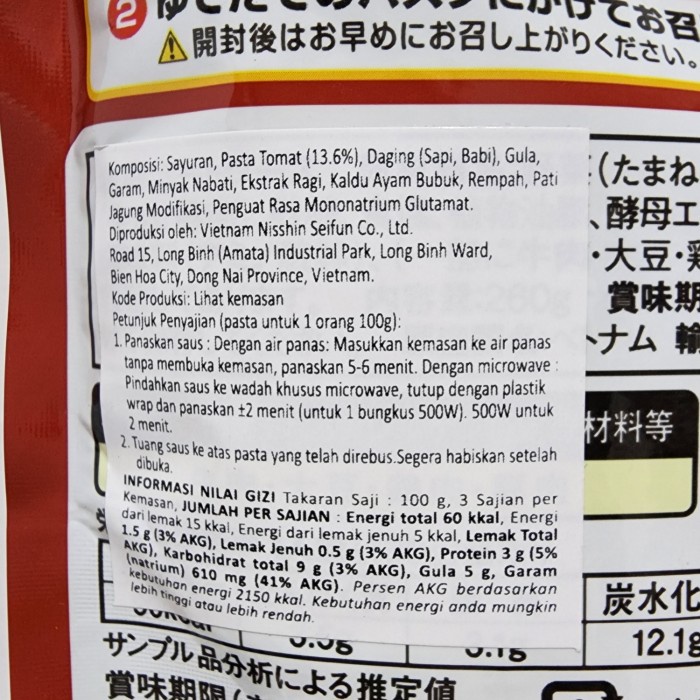 2 ゆでたてのパスタにかけてお召
開封後はお早めにお召し上がりください。
Komposisi: Sayuran, Pasta Tomat (13.6%), Daging (Sapi, Babi), Gula,
Garam, Minyak Nabati, Ekstrak Ragi, Kaldu Ayam Bubuk, Rempah, Pati
Jagung Modifikasi, Penguat Rasa Mononatrium Glutamat.
Diproduksi oleh: Vietnam Nisshin Seifun Co., Ltd.
Road 15, Long Binh (Amata) Industrial Park, Long Binh Ward,
Bien Hoa City, Dong Nai Province, Vietnam.
Kode Produksi: Lihat kemasan
Petunjuk Penyajian (pasta untuk 1 orang 100g):
1. Panaskan saus : Dengan air panas: Masukkan kemasan ke air panas
tanpa membuka kemasan, panaskan 5-6 menit. Dengan microwave :
Pindahkan saus ke wadah khusus microwave, tutup dengan plastik
wrap dan panaskan ±2 menit (untuk 1 bungkus 500W). 500W untuk
2 menit.
2. Tuang saus ke atas pasta yang telah direbus.Segera habiskan setelah
dibuka.
INFORMASI NILAI GIZI Takaran Saji : 100 g, 3 Sajian per
Kemasan, JUMLAH PER SAJIAN : Energi total 60 kkal, Energi
dari lemak 15 kkal, Energi dari lemak jenuh 5 kkal, Lemak Total
1.5 g (3% AKG), Lemak Jenuh 0.5 g (3% AKG), Protein 3 g (5%
AKG), Karbohidrat total 9 g (3% AKG), Gula 5 g, Garam
(natrium) 610 mg (41% AKG). Persen AKG berdasarkan
kebutuhan energi 2150 kkal. Kebutuhan energi anda mungkin
lebih tinggi atau lebih rendah.
(たまね
、酵母エ
・大豆・鶏
賞味期
トナム 輸
材料等
炭水化
12.1g
サンプル品分析による推定値
賞味期限